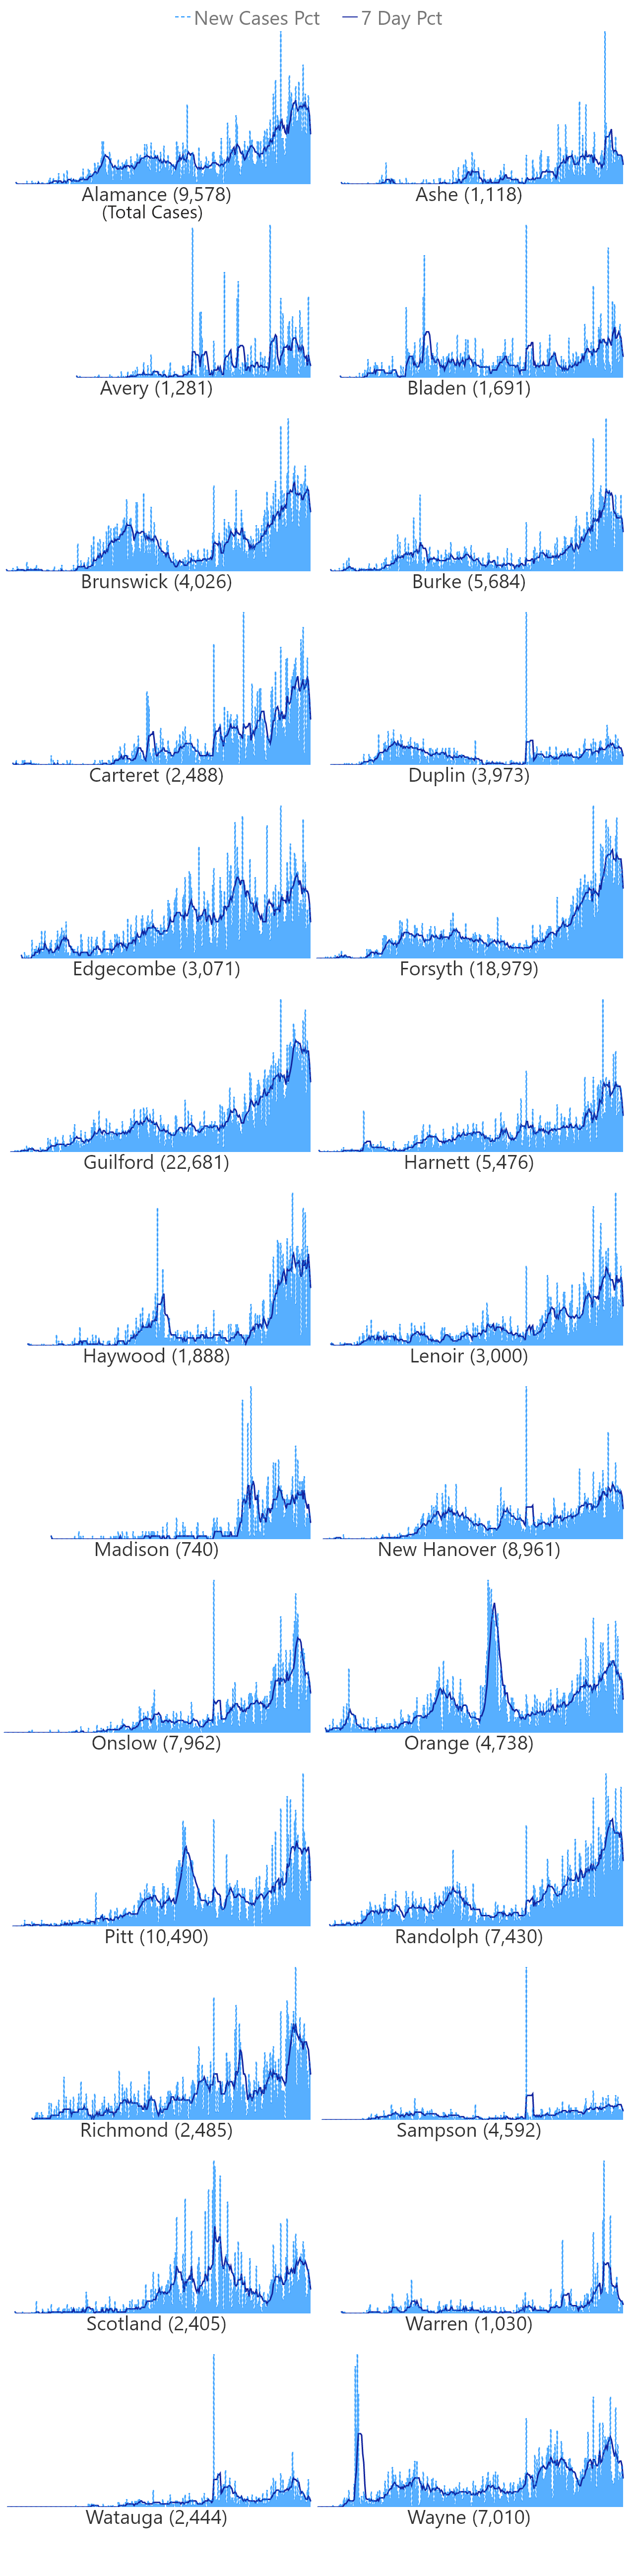 New Cases Pct 7 Day Pct
Alamance (9,578) Ashe (1,118)
(Total Cases)
Avery (1,281) Bladen (1,691)
Brunswick (4,026) Burke (5,684)
Carteret (2,488) Duplin (3,973)
Edgecombe (3,071) Forsyth (18,979)
Guilford (22,681) Harnett (5,476)
Haywood (1,888) Lenoir (3,000)
Madison (740) New Hanover (8,961)
Onslow (7,962) Orange (4,738)
Pitt (10,490) Randolph (7,430)
Richmond (2,485) Sampson (4,592)
Scotland (2,405) Warren (1,030)
Watauga (2,444) Wayne (7,010)